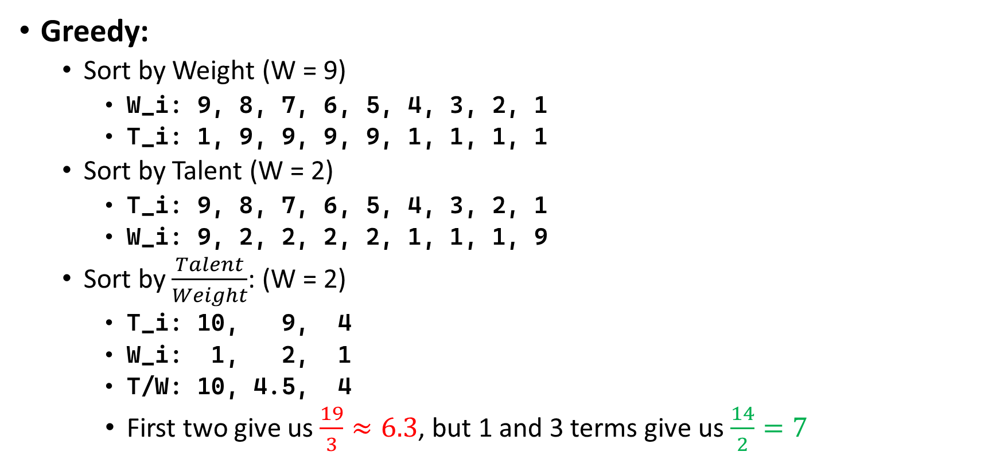 • Greedy:
• Sort by Weight (W = 9)
• W_i: 9, 8, 7, 6, 5, 4, 3, 2, 1
• T_i: 1, 9, 9, 9, 9, 1, 1, 1, 1
• Sort by Talent (W = 2)
• T_i: 9, 8, 7, 6, 5, 4, 3, 2, 1
• W_i: 9, 2, 2, 2, 2, 1, 1, 1, 9
• Sort by Talent/Weight: (W = 2)
• T_i: 10, 9, 4
• W_i: 1, 2, 1
• T/W: 10, 4.5, 4
• First two give us 19/3 ≈ 6.3, but 1 and 3 terms give us 14/2 = 7